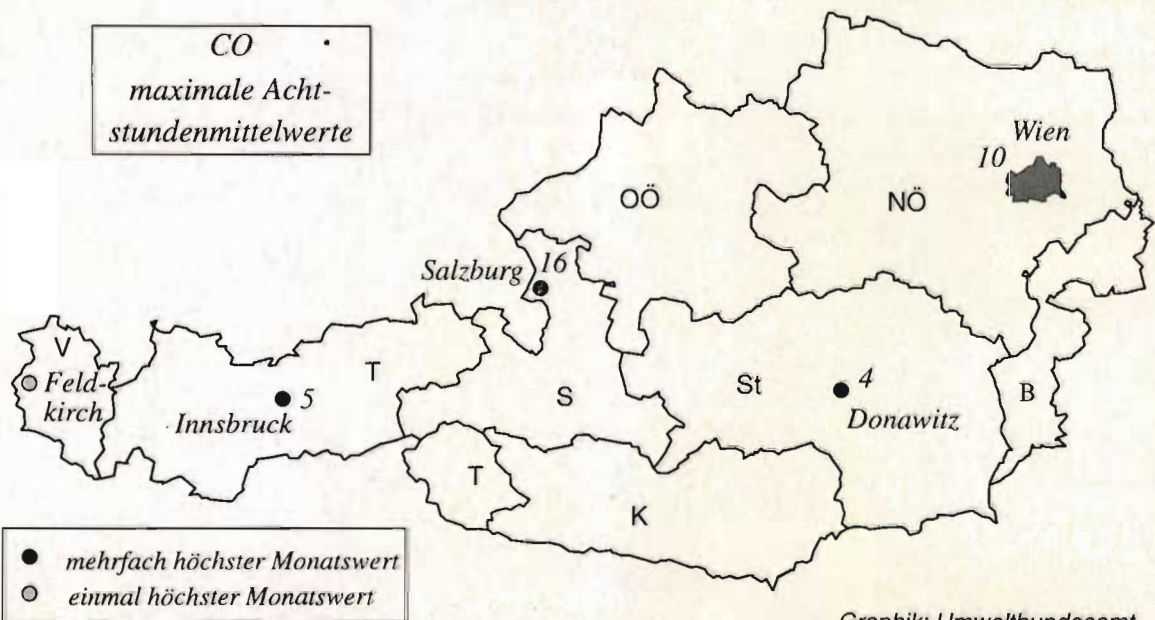 CO
maximale Acht-
stundenmittelwerte
Wien
10
OÖ
NÖ
Salzburg 16
V
Feld-
kirch
T
5
Innsbruck
S
St
4
Donawitz
B
T
K
mehrfach höchster Monatswert
einmal höchster Monatswert
Graphik: Umweltbundesamt